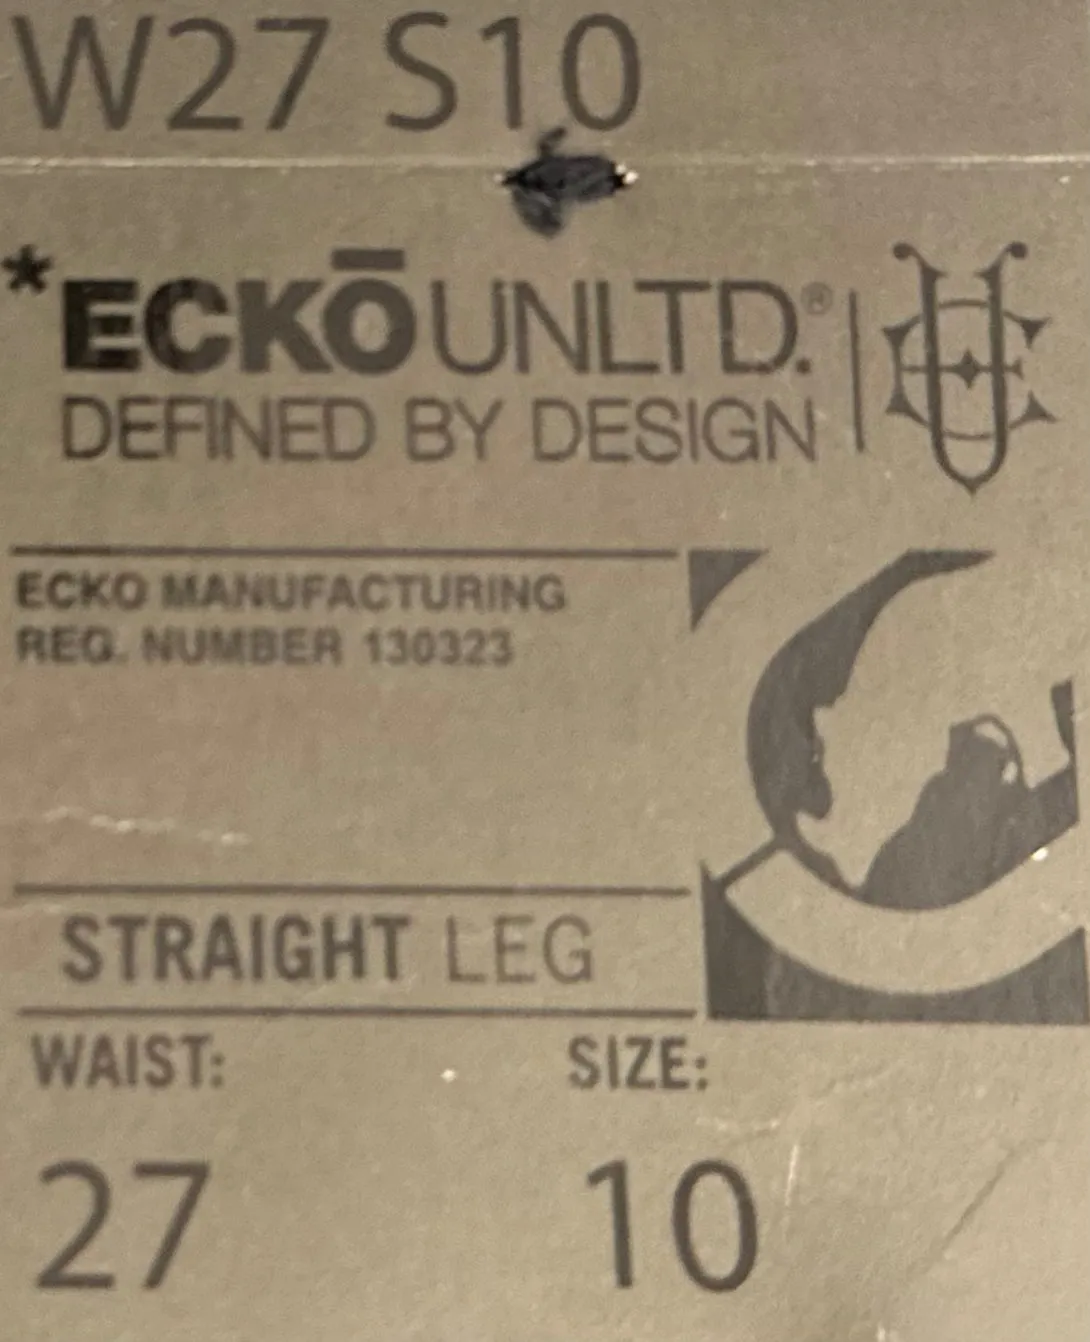 W27 S10
*ECKŌ UNLTD.®
DEFINED BY DESIGN
ECKO MANUFACTURING
REG. NUMBER 130323
STRAIGHT LEG
WAIST: SIZE:
27 10